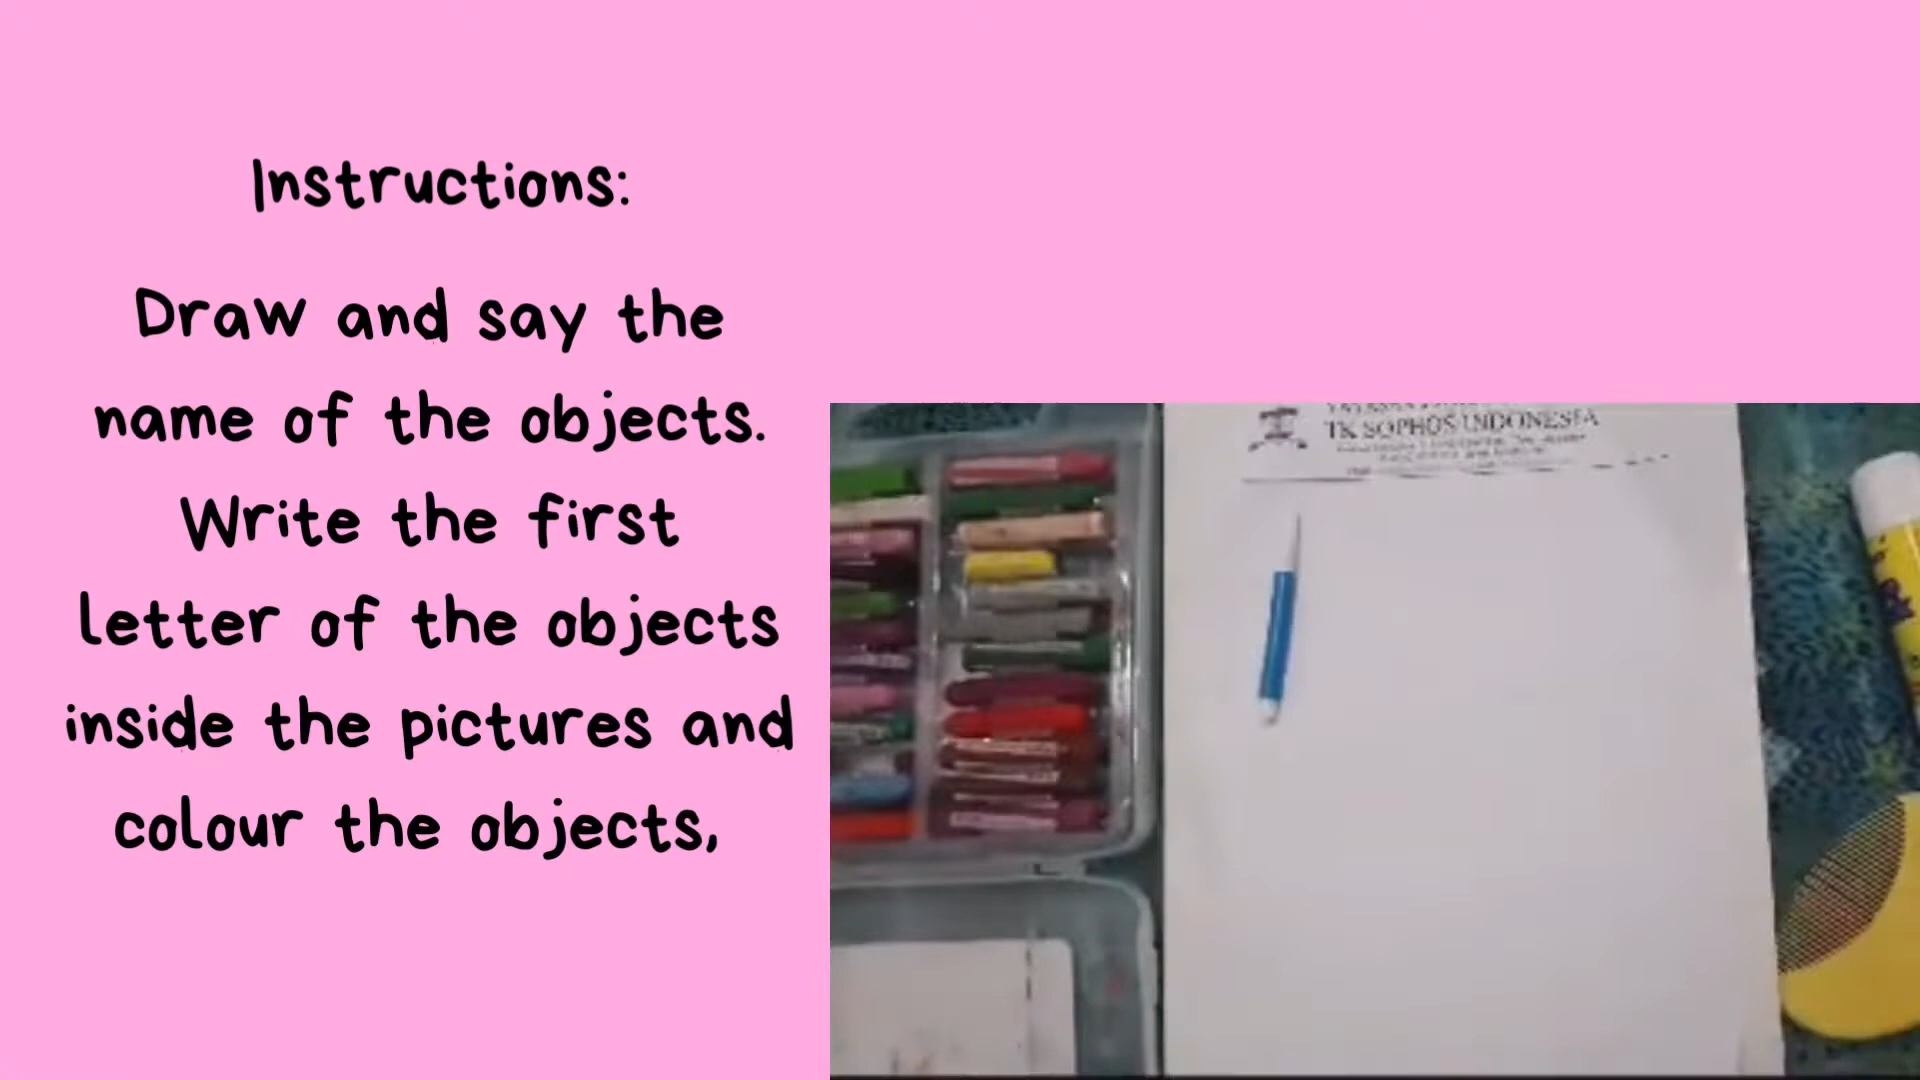 Instructions:
Draw and say the
name of the objects.
Write the first
letter of the objects
inside the pictures and
colour the objects,
TK SOPHOS INDONESIA